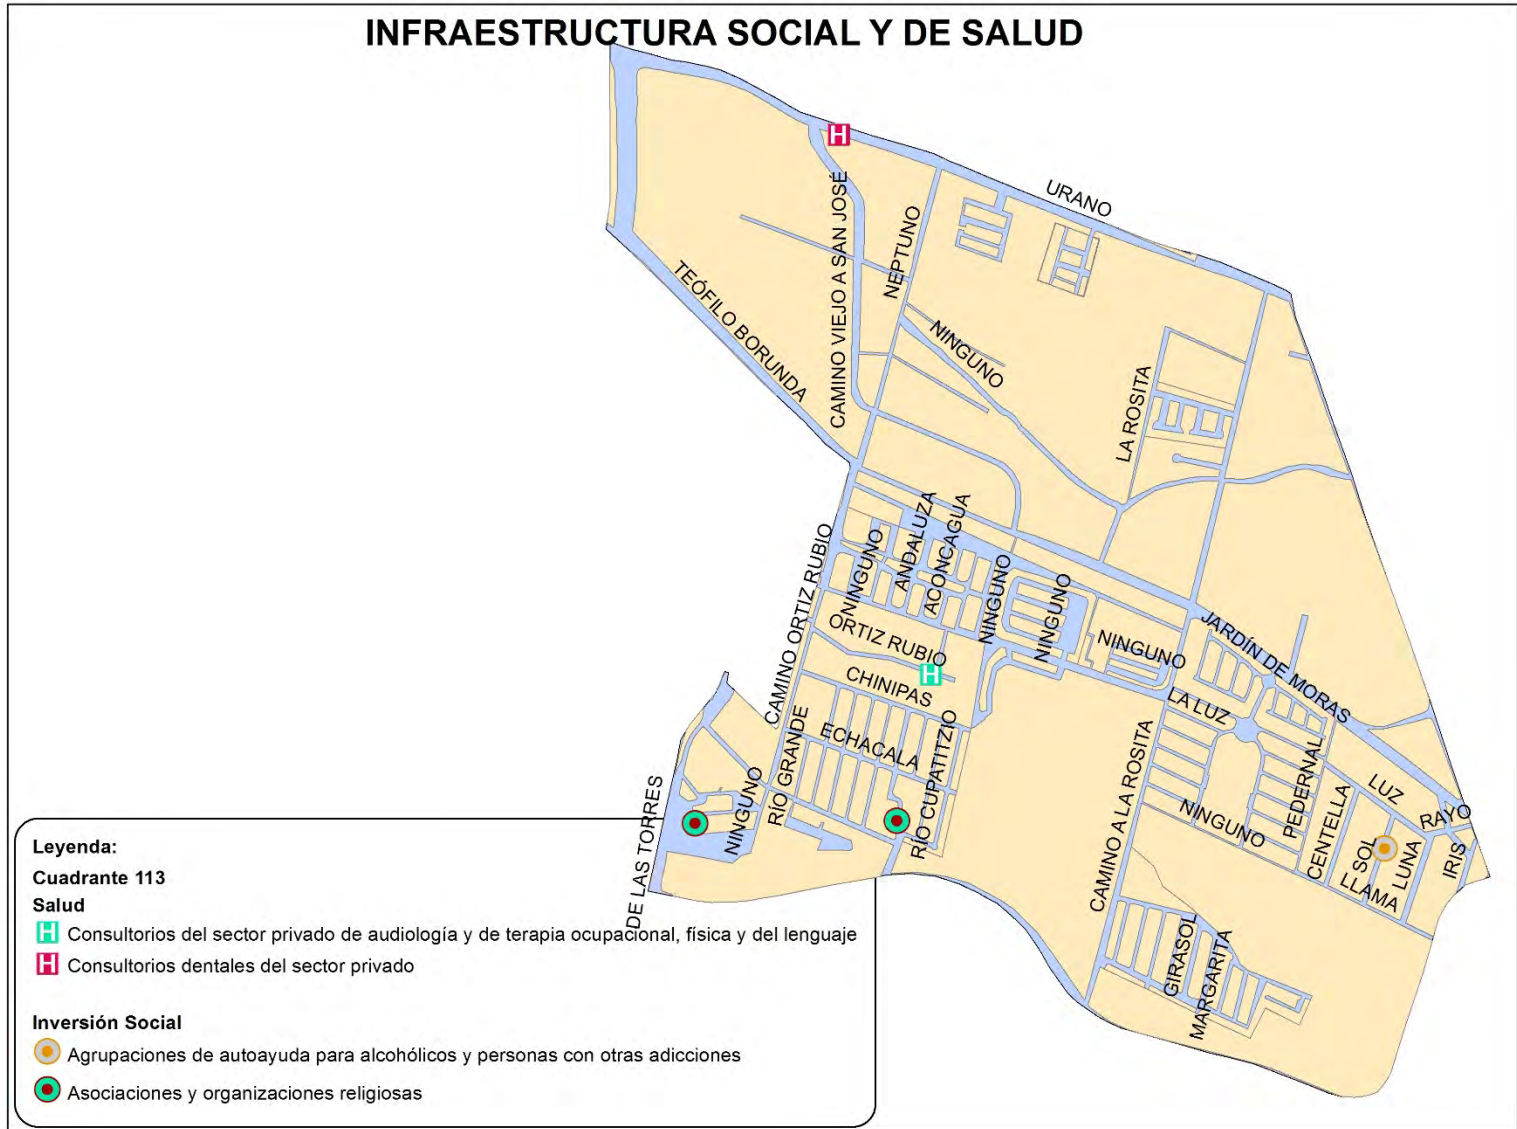 INFRAESTRUCTURA SOCIAL Y DE SALUD
H
URANO
CAMINO VIEJO A SAN JOSÉ
NEPTUNO
TEÓFILO BORUNDA
NINGUNO
LA ROSITA
CAMINO ORTIZ RUBIO
NINGUNO
ANDALUZA
ACONCAGUA
NINGUNO
NINGUNO
NINGUNO
JARDÍN DE MORAS
ORTIZ RUBIO
H
CHINIPAS
LA LUZ
RÍO GRANDE
ECHACALA
RÍO CUPATITZIO
CAMINO A LA ROSITA
NINGUNO
PEDERNAL
CENTELLA
LUZ
RAYO
SOL
LUNA
LLAMA
IRIS
DE LAS TORRES
NINGUNO
GIRASOL
MARGARITA
Leyenda:
Cuadrante 113
Salud
H Consultorios del sector privado de audiología y de terapia ocupacional, física y del lenguaje
H Consultorios dentales del sector privado
Inversión Social
Agrupaciones de autoayuda para alcohólicos y personas con otras adicciones
Asociaciones y organizaciones religiosas